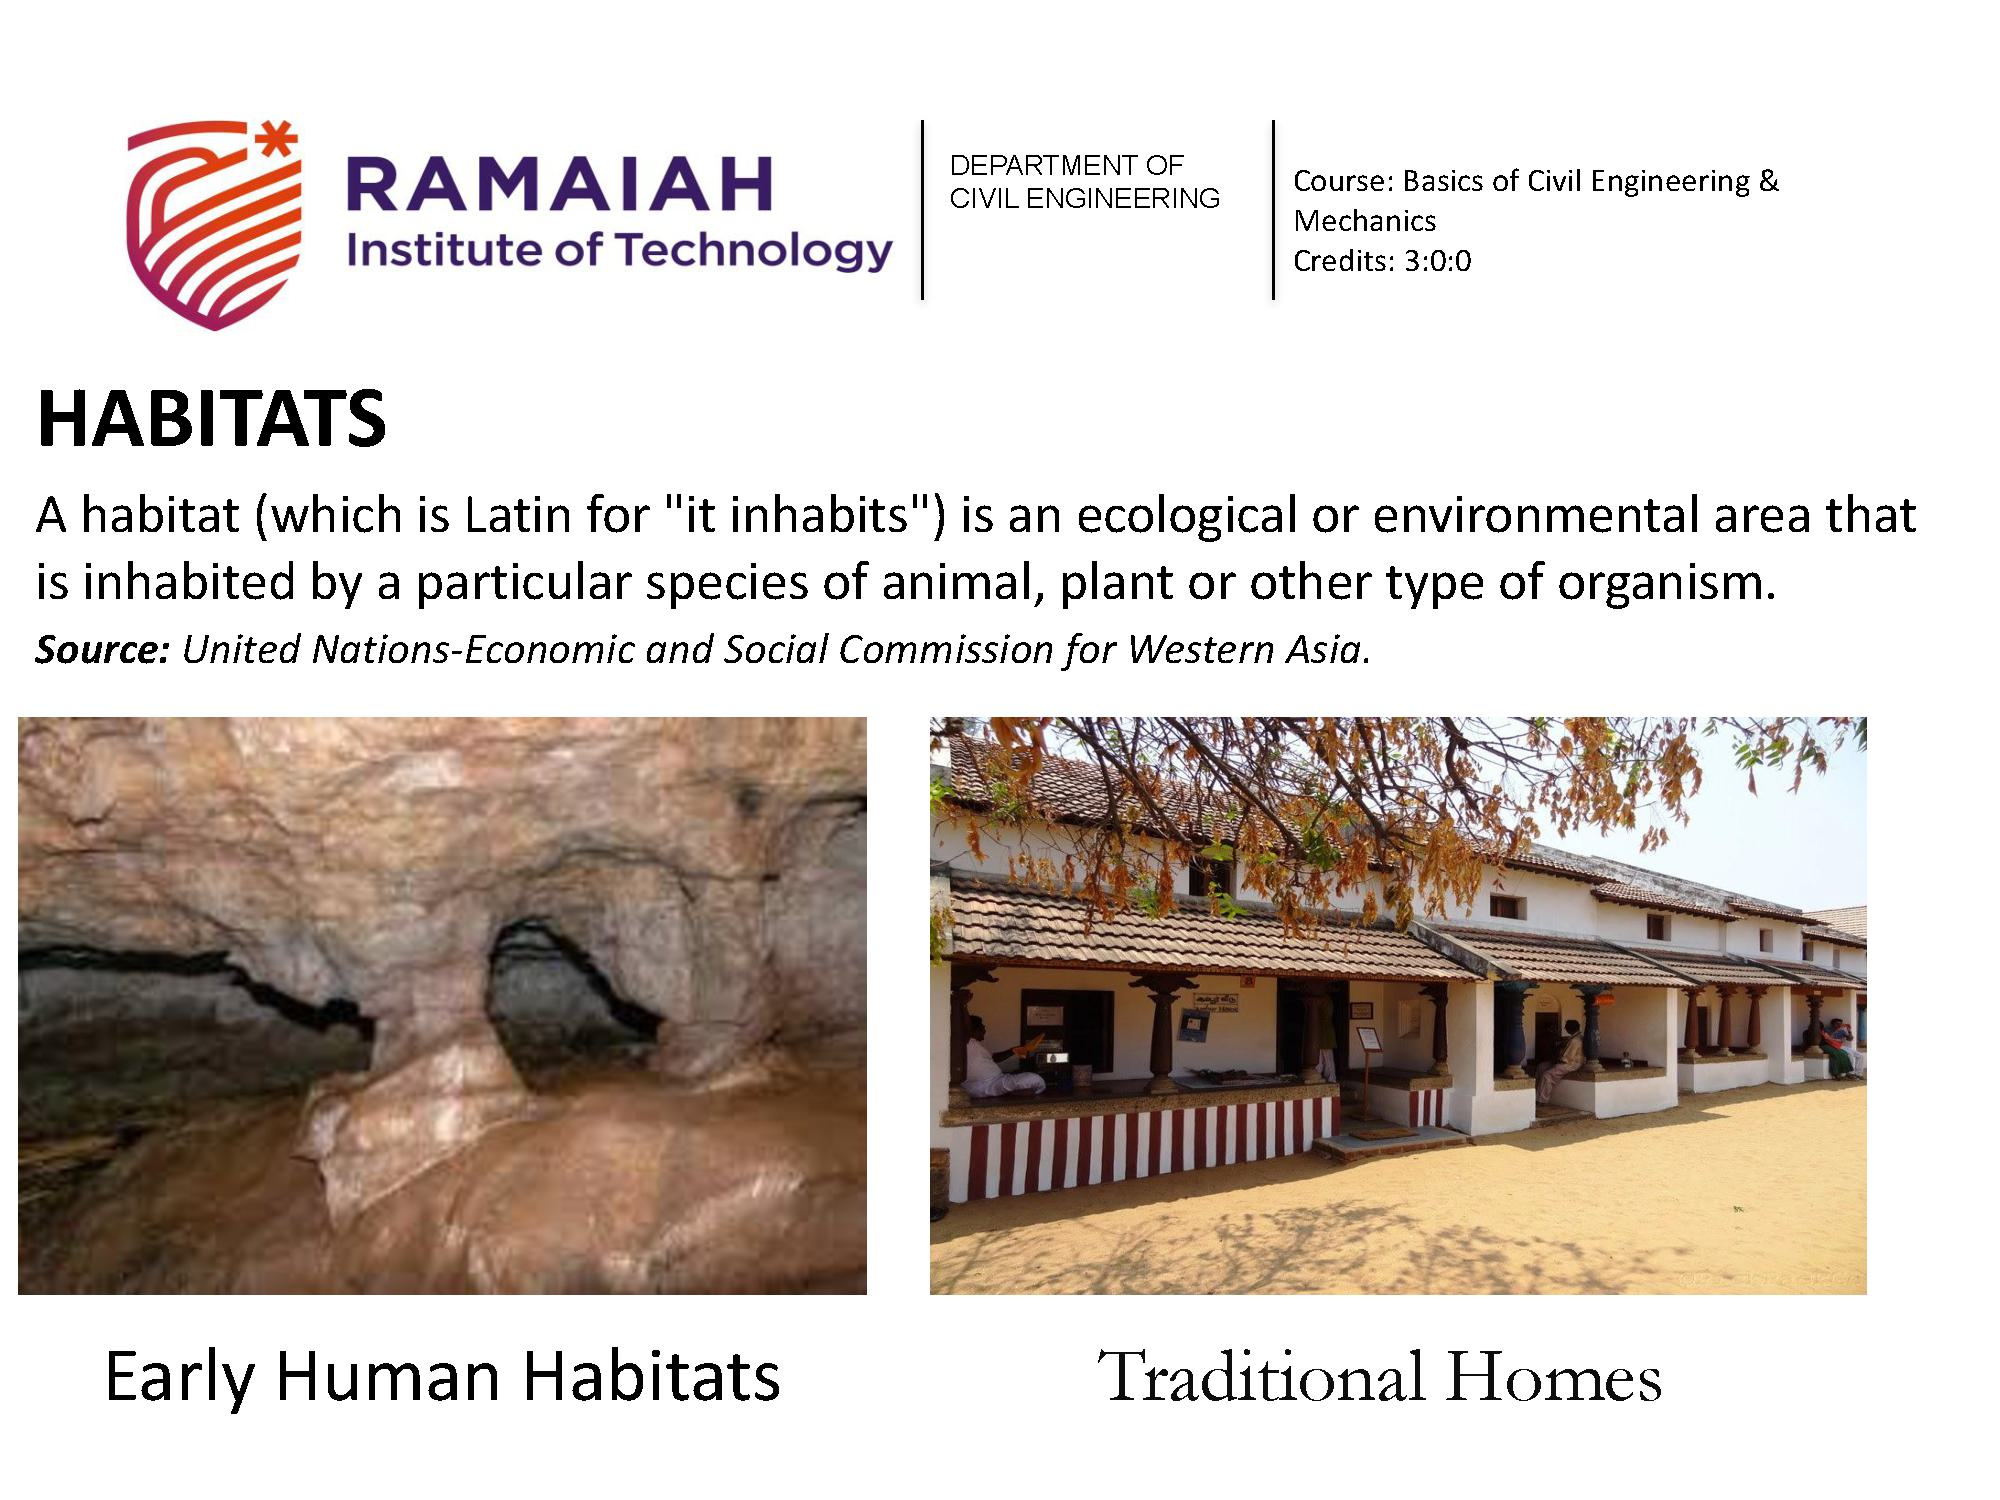 RAMAIAH
Institute of Technology
DEPARTMENT OF
CIVIL ENGINEERING
Course: Basics of Civil Engineering &
Mechanics
Credits: 3:0:0
HABITATS
A habitat (which is Latin for "it inhabits") is an ecological or environmental area that
is inhabited by a particular species of animal, plant or other type of organism.
Source: United Nations-Economic and Social Commission for Western Asia.
Early Human Habitats
Traditional Homes